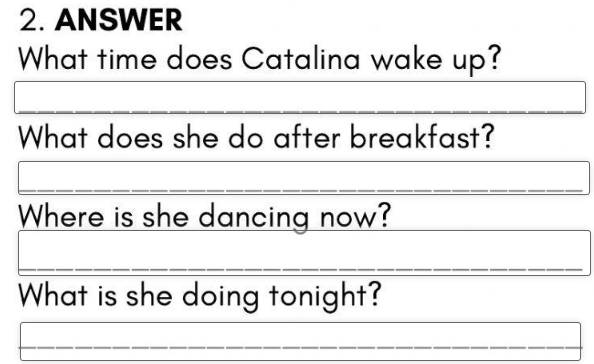 2. ANSWER
What time does Catalina wake up?
What does she do after breakfast?
Where is she dancing now?
What is she doing tonight?